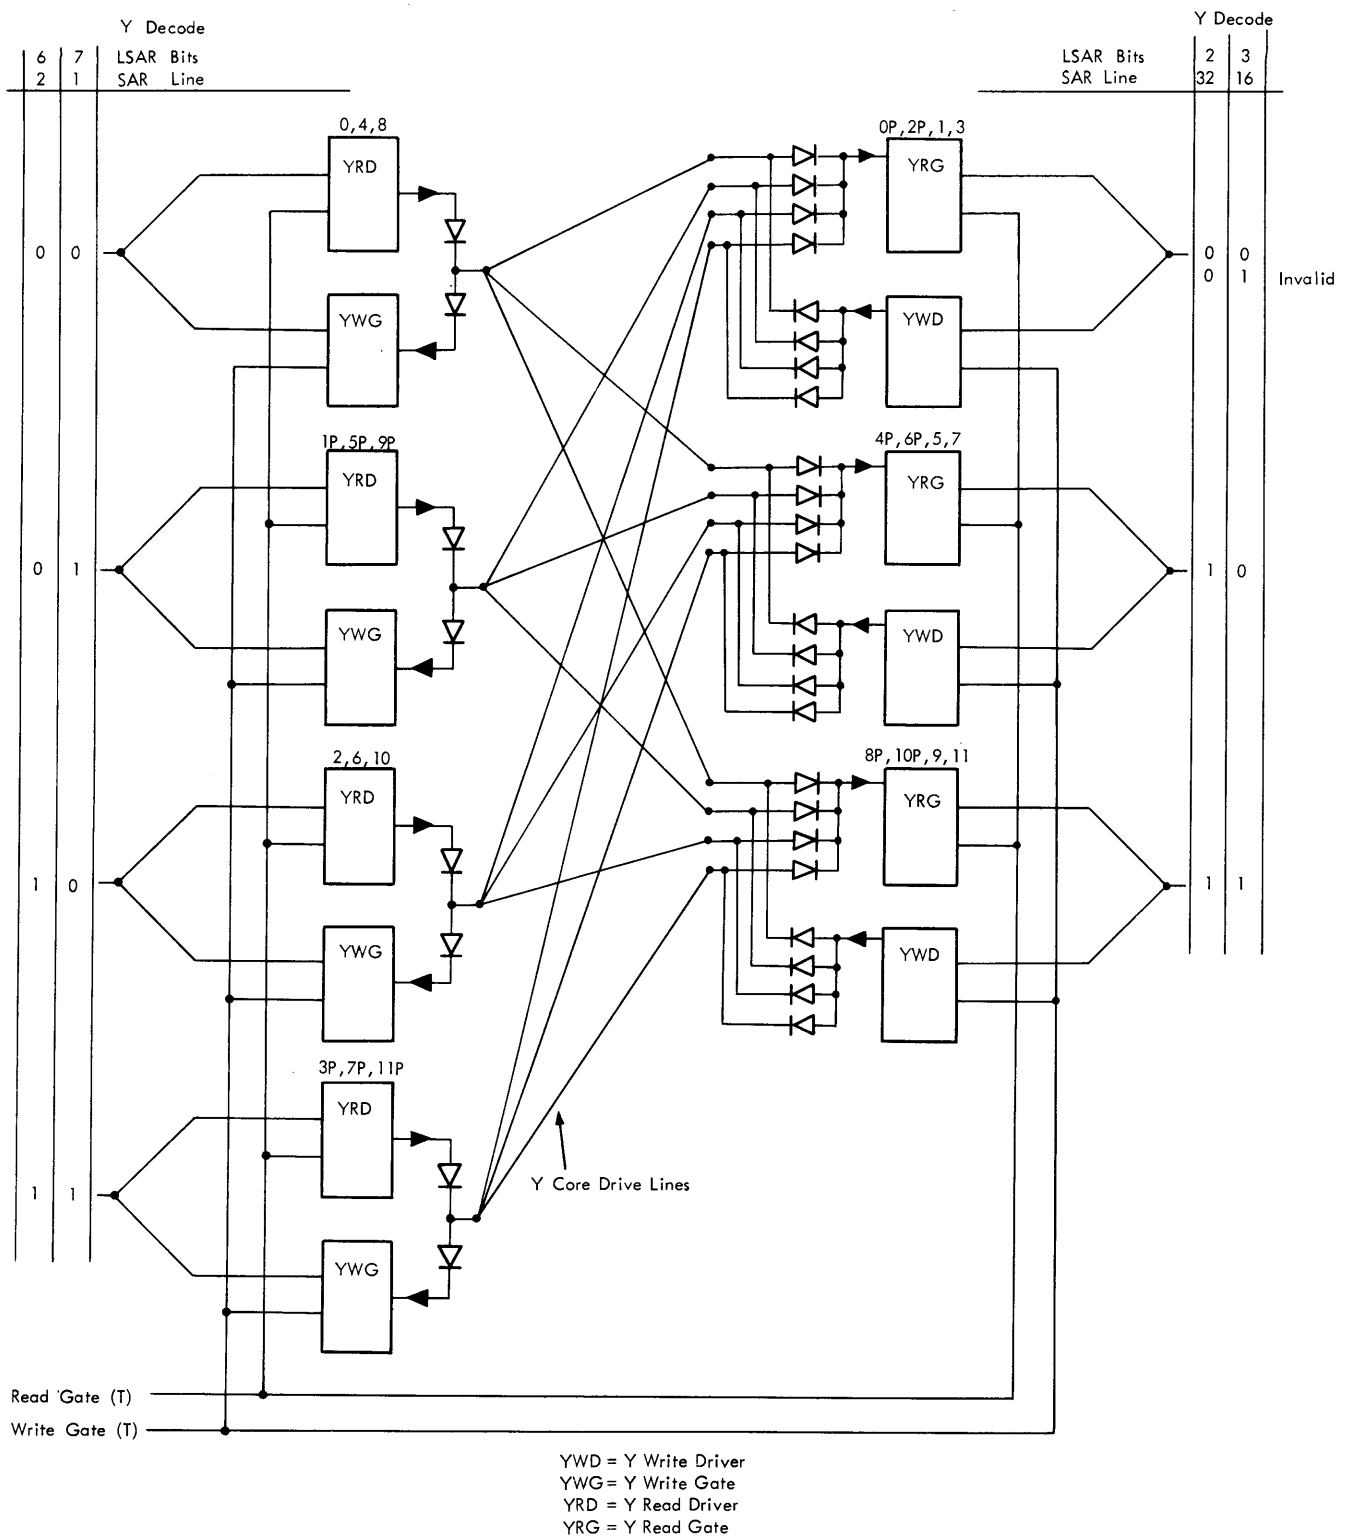 Y Decode
6 7 LSAR Bits
2 1 SAR Line
Y Decode
LSAR Bits 2 3
SAR Line 32 16
0,4,8
YRD
0P,2P,1,3
YRG
0 0
0 0
0 1 Invalid
YWG
YWD
1P,5P,9P
YRD
4P,6P,5,7
YRG
0 1
1 0
YWG
YWD
2,6,10
YRD
8P,10P,9,11
YRG
1 0
1 1
YWG
YWD
3P,7P,11P
YRD
1 1
Y Core Drive Lines
YWG
Read Gate (T)
Write Gate (T)
YWD = Y Write Driver
YWG = Y Write Gate
YRD = Y Read Driver
YRG = Y Read Gate